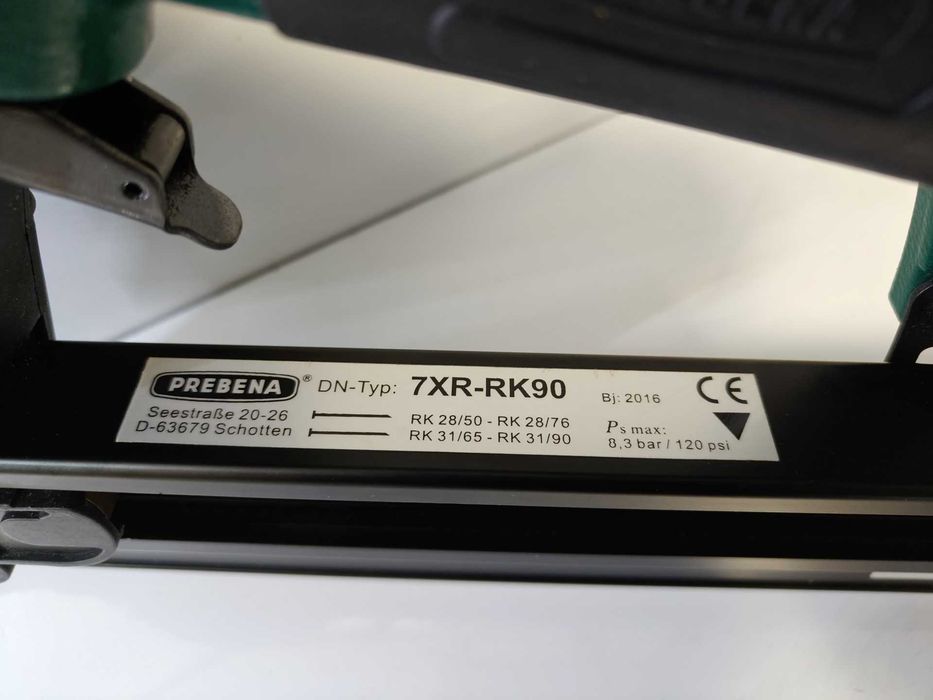 PREBENA® DN-Typ: 7XR-RK90 Bj: 2016 CE
Seestraße 20-26 RK 28/50 - RK 28/76 Ps max:
D-63679 Schotten RK 31/65 - RK 31/90 8,3 bar / 120 psi